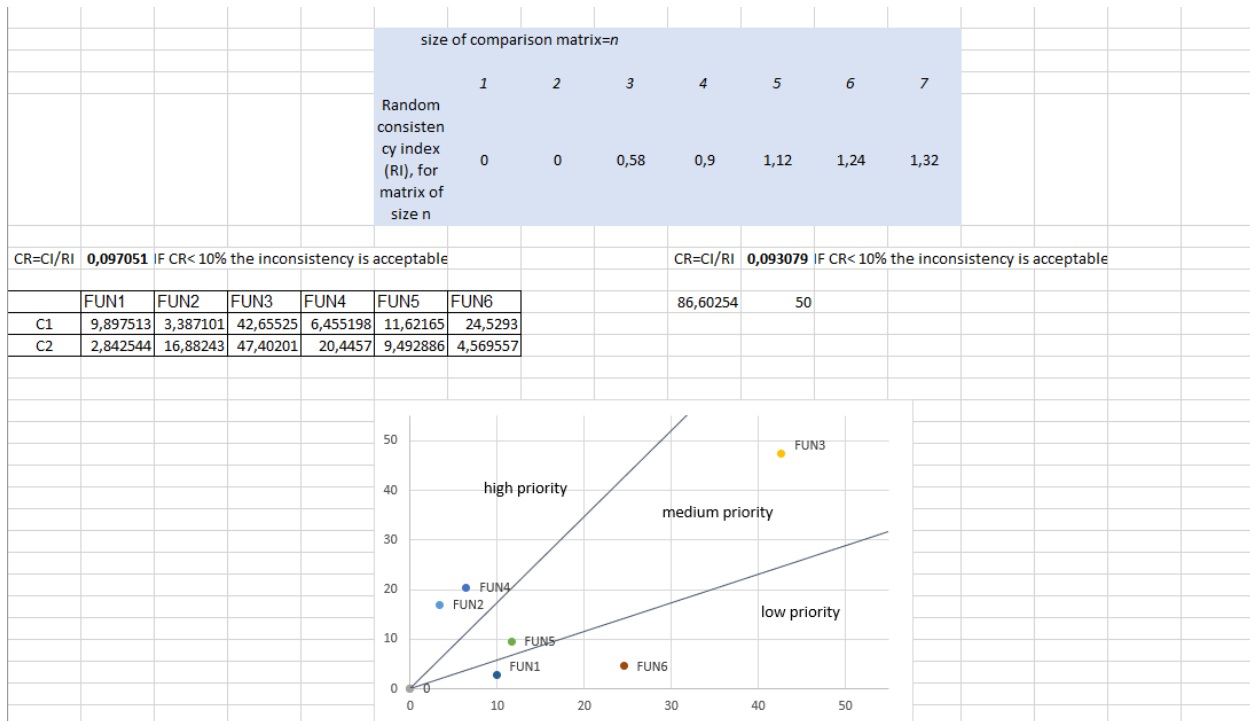 size of comparison matrix=n
1 2 3 4 5 6 7
Random
consisten
cy index
(RI), for
matrix of
size n
0 0 0,58 0,9 1,12 1,24 1,32
CR=CI/RI 0,097051 IF CR< 10% the inconsistency is acceptable
CR=CI/RI 0,093079 IF CR< 10% the inconsistency is acceptable
FUN1 FUN2 FUN3 FUN4 FUN5 FUN6
C1 9,897513 3,387101 42,65525 6,455198 11,62165 24,5293
C2 2,842544 16,88243 47,40201 20,4457 9,492886 4,569557
86,60254 50
50
40
30
20
10
0
FUN3
high priority
medium priority
FUN4
FUN2
low priority
FUN5
FUN1
FUN6
0
0 10 20 30 40 50